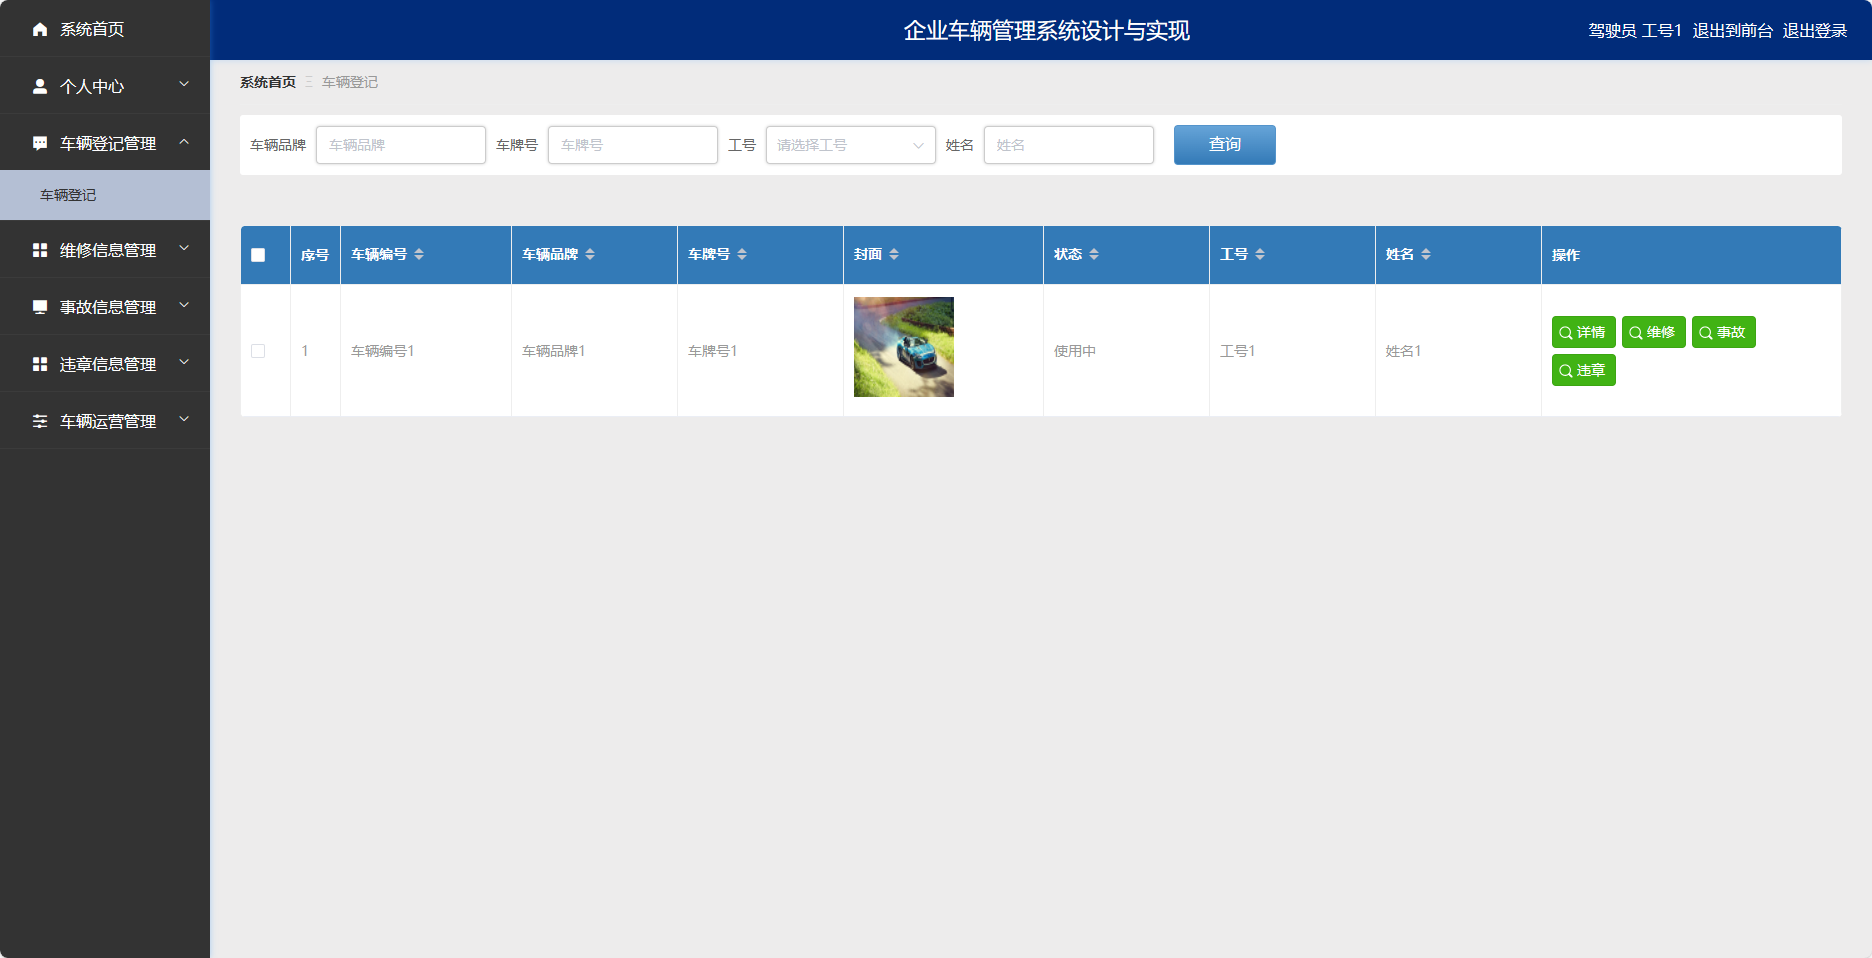 系统首页
个人中心
车辆登记管理
车辆登记
维修信息管理
事故信息管理
违章信息管理
车辆运营管理
企业车辆管理系统设计与实现
驾驶员 工号1 退出到前台 退出登录
系统首页 车辆登记
车辆品牌 车辆品牌 车牌号 车牌号 工号 请选择工号 姓名 姓名 查询
序号 车辆编号 车辆品牌 车牌号 封面 状态 工号 姓名 操作
1 车辆编号1 车辆品牌1 车牌号1 使用中 工号1 姓名1
详情 维修 事故
违章